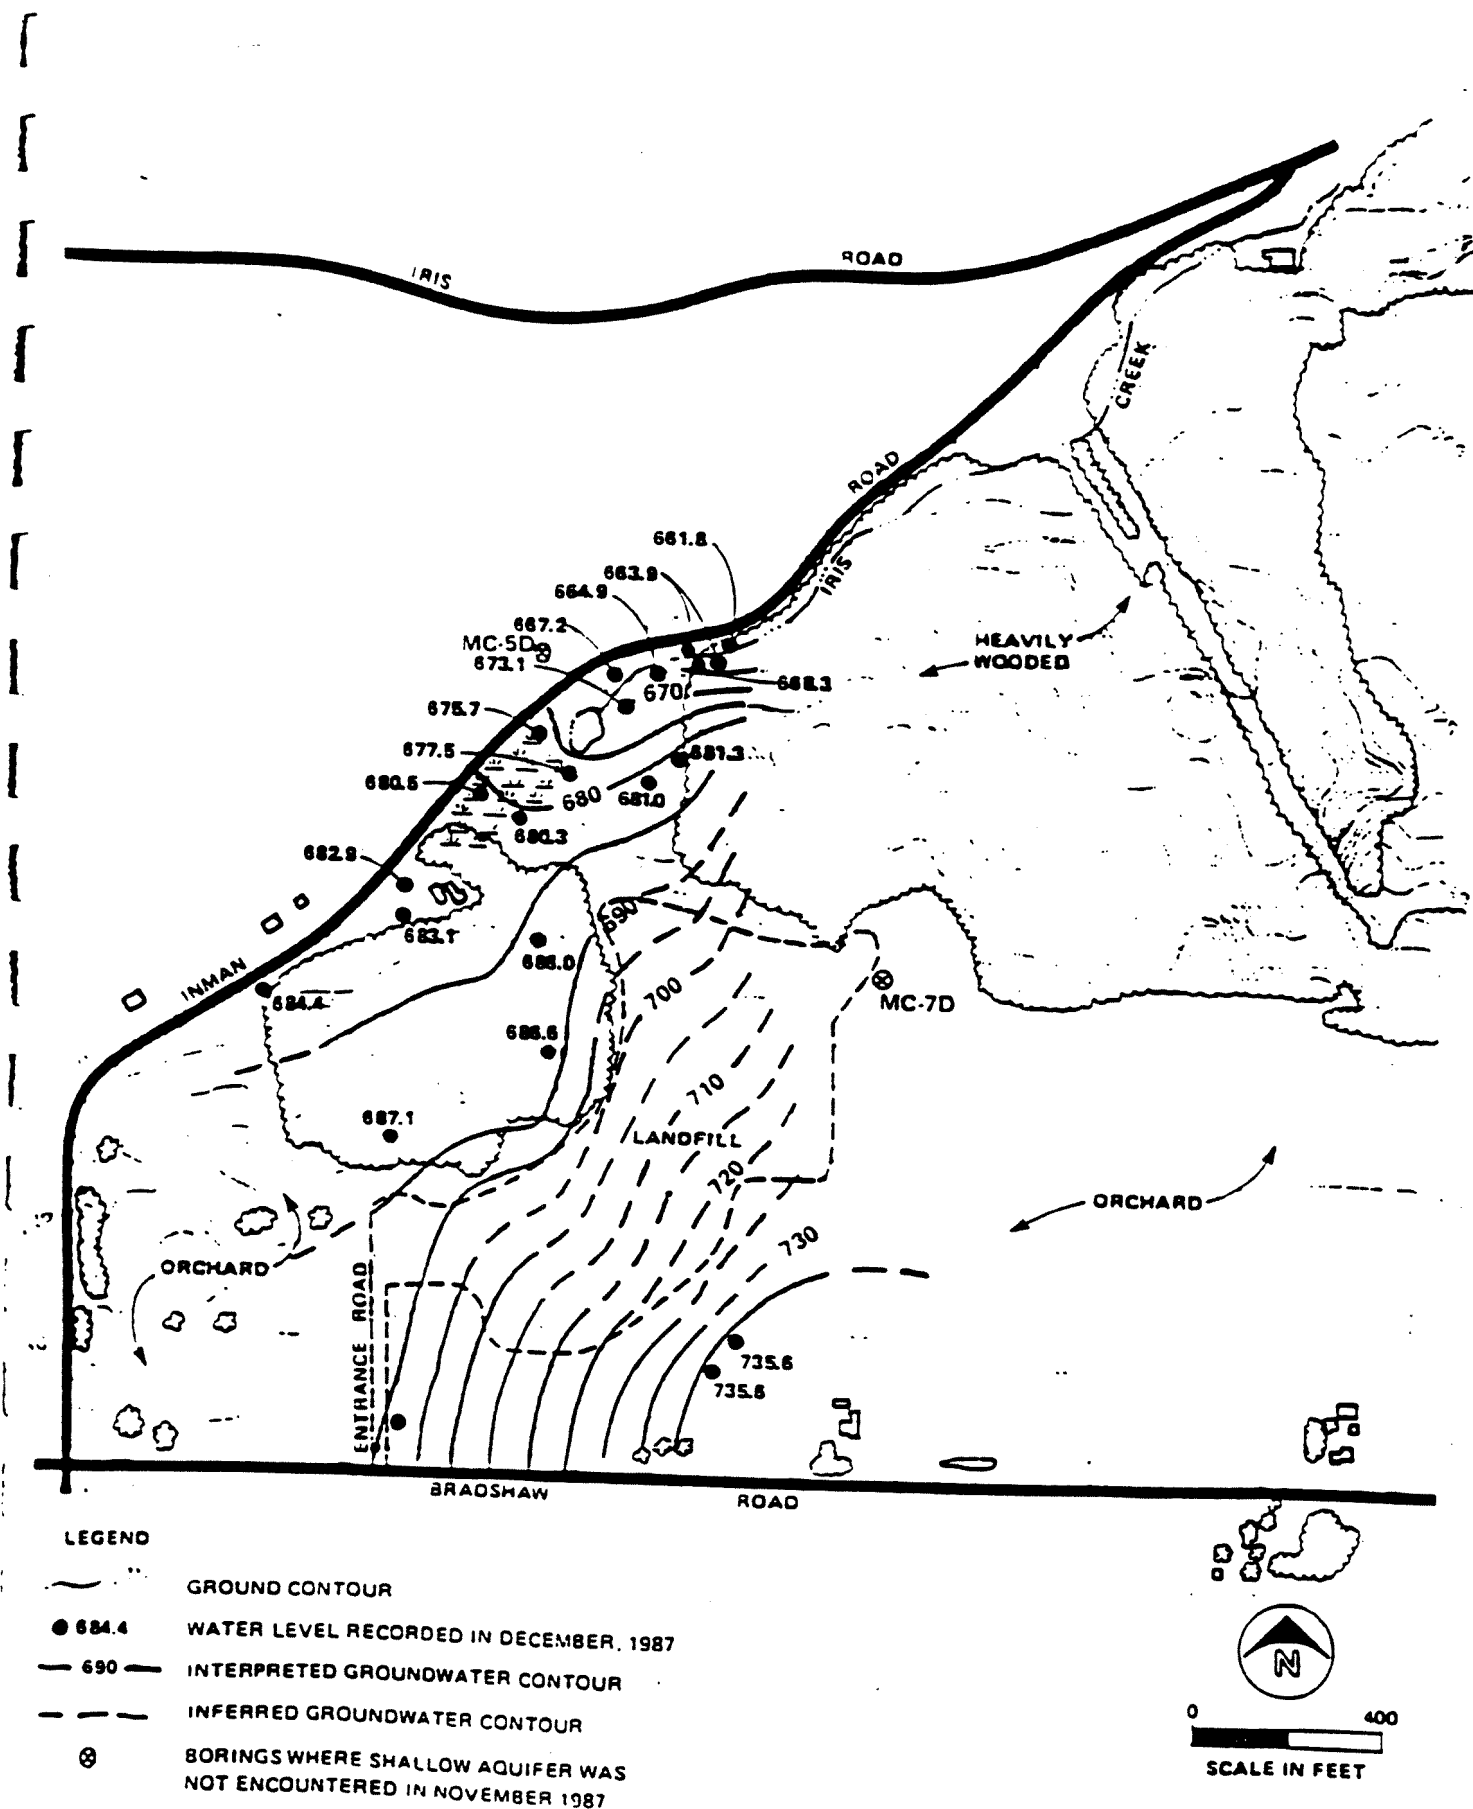 IRIS
ROAD
CREEK
ROAD
IRIS
661.8
663.9
664.9
667.2
MC-5D
673.1
HEAVILY
WOODED
670
668.3
675.7
677.5
681.3
680.5
680
681.0
680.3
682.9
683.1
690
686.0
INMAN
684.4
700
MC-7D
686.6
710
687.1
LANDFILL
720
ORCHARD
730
ORCHARD
ENTRANCE ROAD
735.6
735.6
BRADSHAW
ROAD
LEGEND
GROUND CONTOUR
684.4 WATER LEVEL RECORDED IN DECEMBER, 1987
690 INTERPRETED GROUNDWATER CONTOUR
INFERRED GROUNDWATER CONTOUR
BORINGS WHERE SHALLOW AQUIFER WAS
NOT ENCOUNTERED IN NOVEMBER 1987
N
0 400
SCALE IN FEET